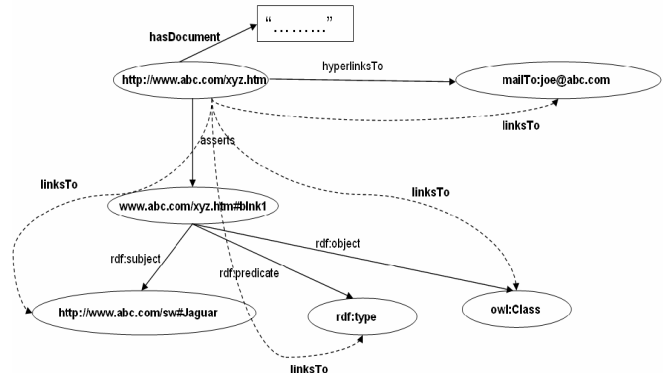 “ ……… ”
hasDocument
http://www.abc.com/xyz.htm
hyperlinksTo
mailTo:joe@abc.com
linksTo
asserts
linksTo
linksTo
www.abc.com/xyz.htm#blnk1
rdf:object
rdf:subject
rdf:predicate
http://www.abc.com/sw#Jaguar
rdf:type
owl:Class
linksTo